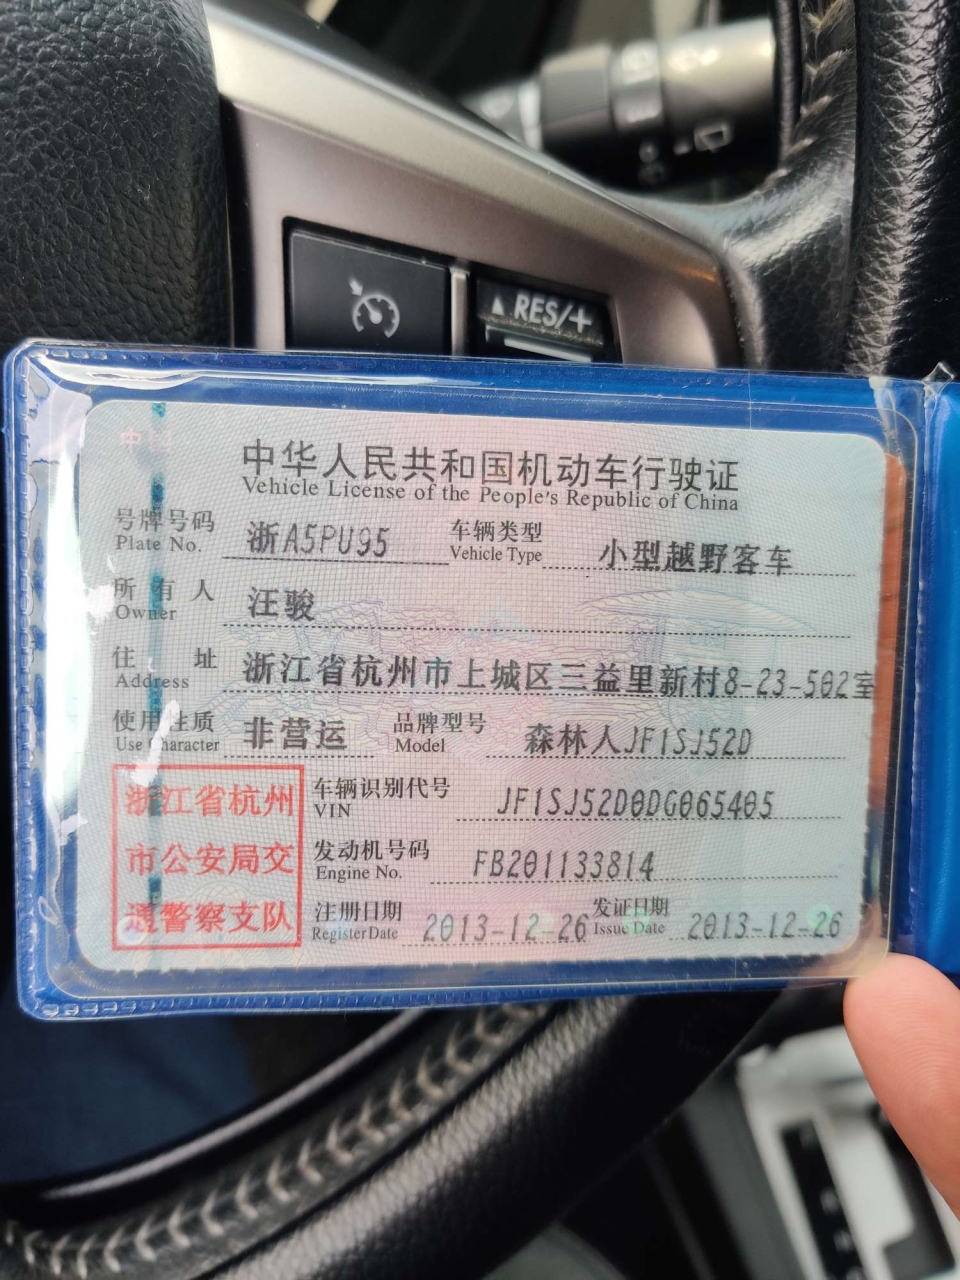 ▲ RES/+
中华人民共和国机动车行驶证
Vehicle License of the People's Republic of China
号牌号码 浙A5PU95 车辆类型 小型越野客车
Plate No. Vehicle Type
所有人 汪骏
Owner
住址 浙江省杭州市上城区三益里新村8-23-502室
Address
使用性质 非营运 品牌型号 森林人JF1SJ52D
Use Character Model
浙江省杭州
市公安局交
通警察支队
车辆识别代号 JF1SJ52D0DG065405
VIN
发动机号码 FB201133814
Engine No.
注册日期 2013-12-26 发证日期 2013-12-26
Register Date Issue Date